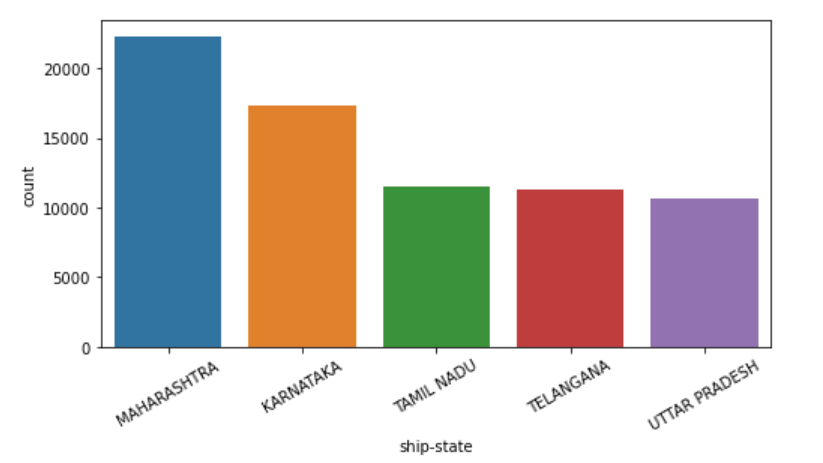 20000
15000
10000
5000
0
count
MAHARASHTRA
KARNATAKA
TAMIL NADU
TELANGANA
UTTAR PRADESH
ship-state